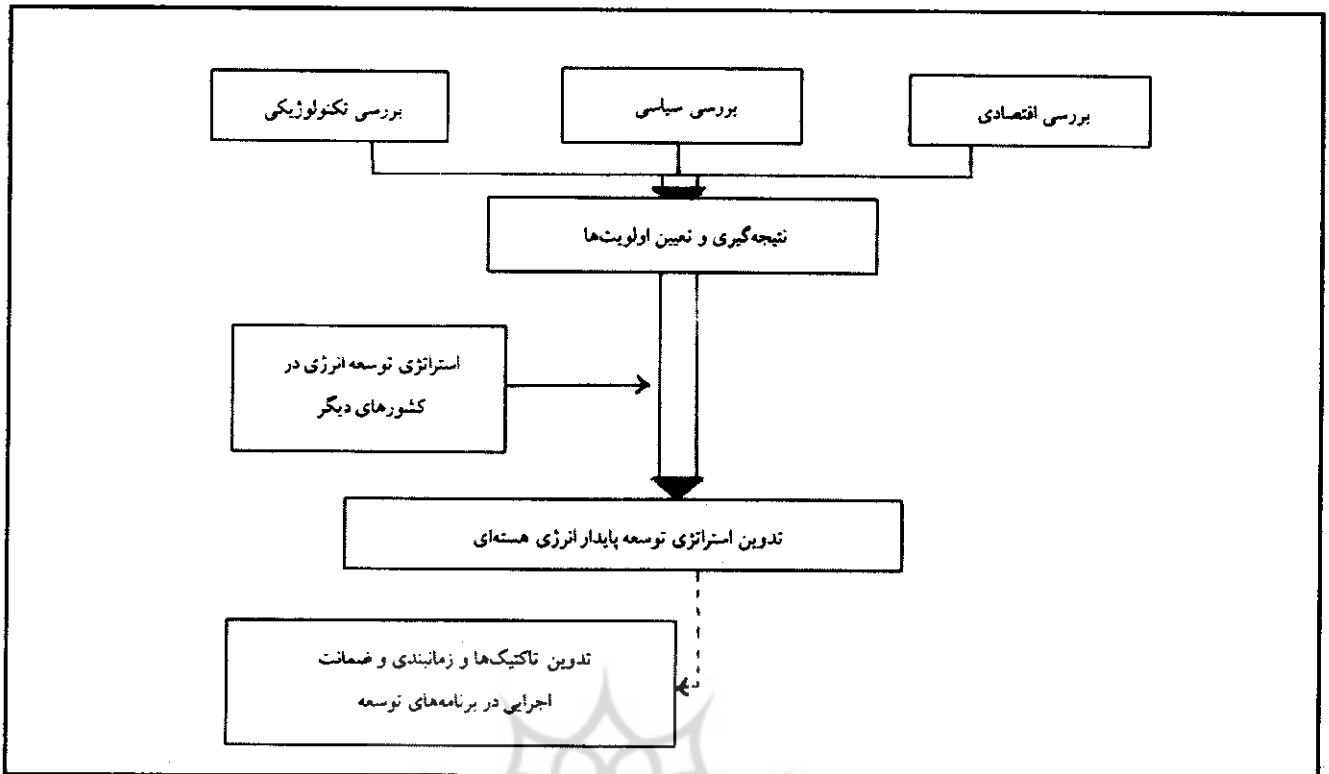 بررسی اقتصادی
بررسی سیاسی
بررسی تکنولوژیکی
نتیجه‌گیری و تعیین اولویت‌ها
استراتژی توسعه انرژی در
کشورهای دیگر
تدوین استراتژی توسعه پایدار انرژی هسته‌ای
تدوین تاکتیک‌ها و زمانبندی و ضمانت
اجرایی در برنامه‌های توسعه